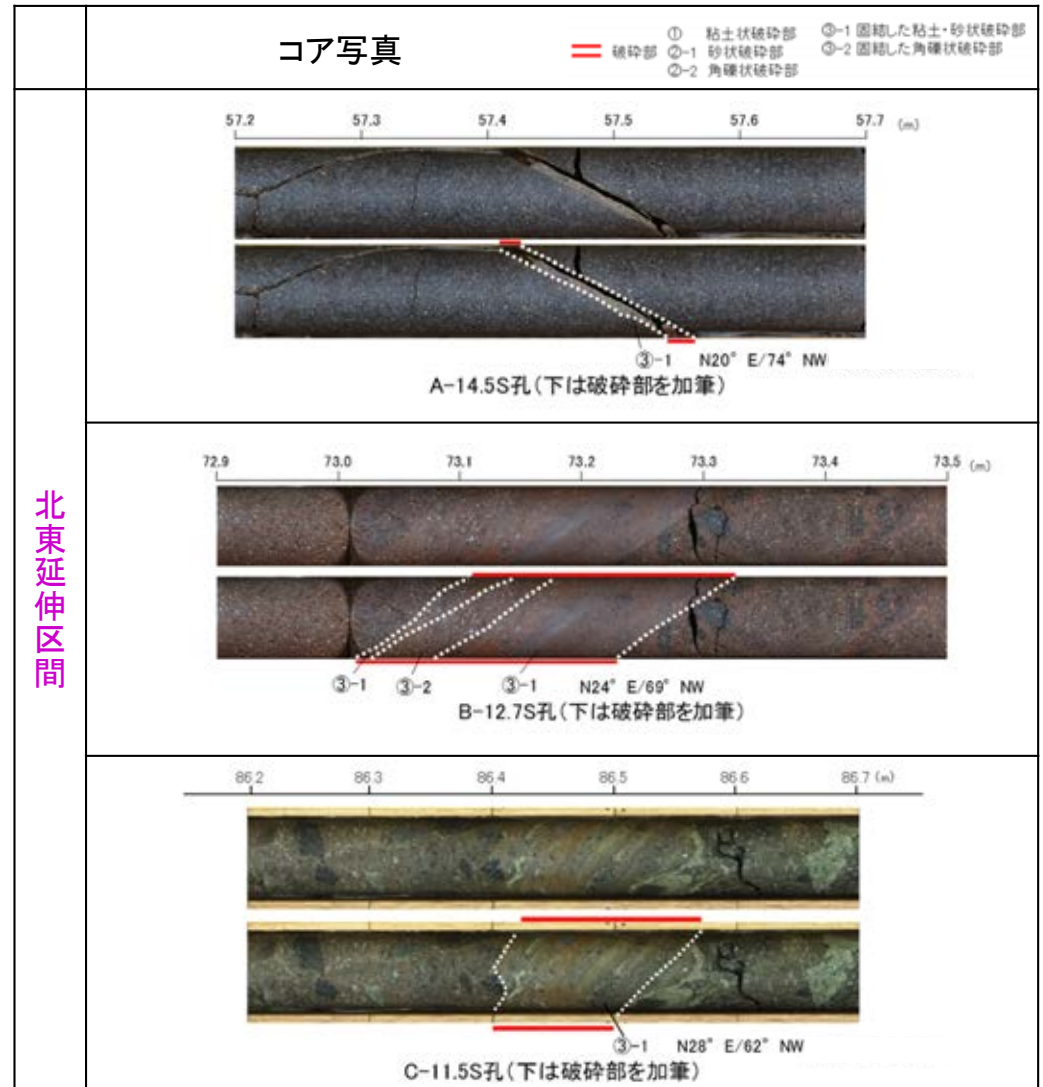 コア写真
破砕部
① 粘土状破砕部
②-1 砂状破砕部
②-2 角礫状破砕部
③-1 固結した粘土・砂状破砕部
③-2 固結した角礫状破砕部
北東延伸区間
57.2 57.3 57.4 57.5 57.6 57.7 (m)
③-1 N20° E/74° NW
A-14.5S孔(下は破砕部を加筆)
72.9 73.0 73.1 73.2 73.3 73.4 73.5 (m)
③-1 ③-2 ③-1 N24° E/69° NW
B-12.7S孔(下は破砕部を加筆)
86.2 86.3 86.4 86.5 86.6 86.7 (m)
③-1 N28° E/62° NW
C-11.5S孔(下は破砕部を加筆)